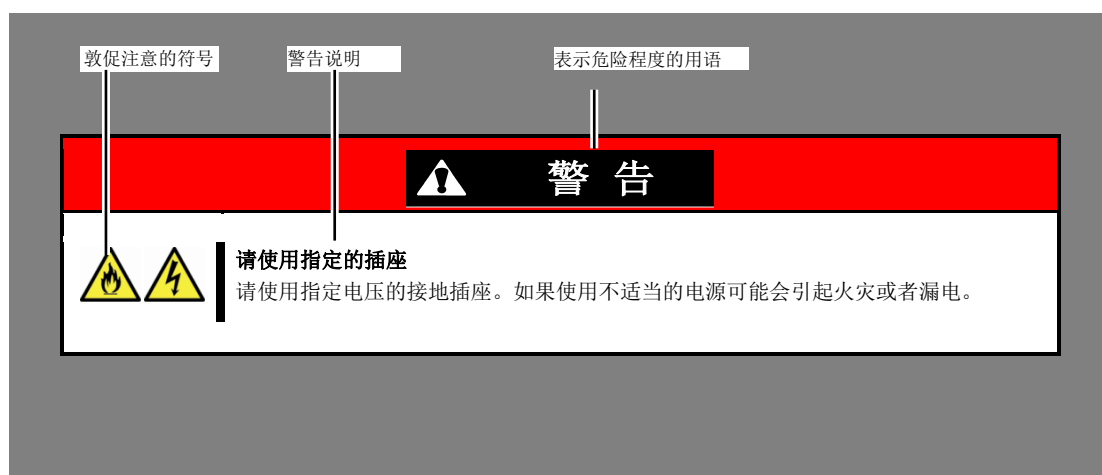 敦促注意的符号
警告说明
表示危险程度的用语
警告
请使用指定的插座
请使用指定电压的接地插座。如果使用不适当的电源可能会引起火灾或者漏电。